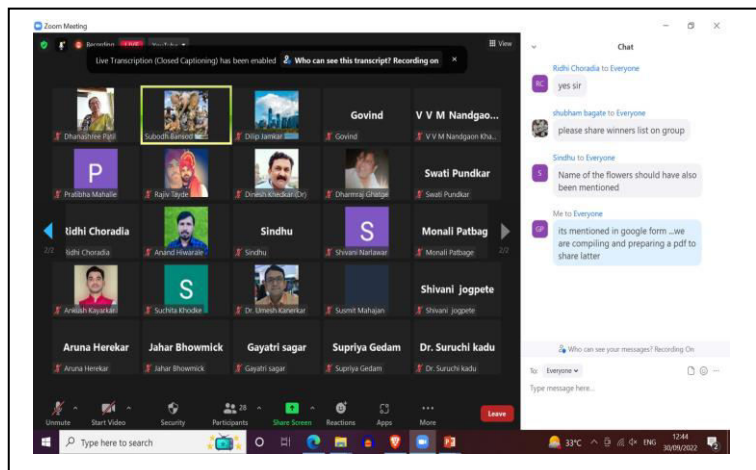 Zoom Meeting
Recording LIVE YouTube
View
Live Transcription (Closed Captioning) has been enabled Who can see this transcript? Recording on
Dhanashree Patil
Subodh Bansod
Dilip Jamkar
Govind
Govind
V V M Nandgao...
V V M Nandgaon Kha..
P
Pratibha Mahalle
Rajiv Tayde
Dinesh Khedkar(Dr)
Dharmraj Ghatge
Swati Pundkar
Swati Pundkar
Ridhi Choradia
Ridhi Choradia
Anand Hiwarale
Sindhu
Sindhu
S
Shivani Narlawar
Monali Patbag
Monali Patbage
2/2
2/2
Ankush Kayarkar
S
Suchita Khodke
Dr. Umesh Kanerkar
Susmit Mahajan
Shivani jogpete
Shivani jogpete
Aruna Herekar
Aruna Herekar
Jahar Bhowmick
Jahar Bhowmick
Gayatri sagar
Gayatri sagar
Supriya Gedam
Supriya Gedam
Dr. Suruchi kadu
Dr. Suruchi kadu
Unmute
Start Video
Security
28
Participants
Share Screen
Reactions
Apps
More
Leave
Chat
Ridhi Choradia to Everyone
RC
yes sir
shubham bagate to Everyone
please share winners list on group
Sindhu to Everyone
S
Name of the flowers should have also
been mentioned
Me to Everyone
GP
its mentioned in google form ...we
are compiling and preparing a pdf to
share latter
Who can see your messages? Recording On
To: Everyone
Type message here...
Type here to search
33°C
ENG
12:44
30/09/2022
2